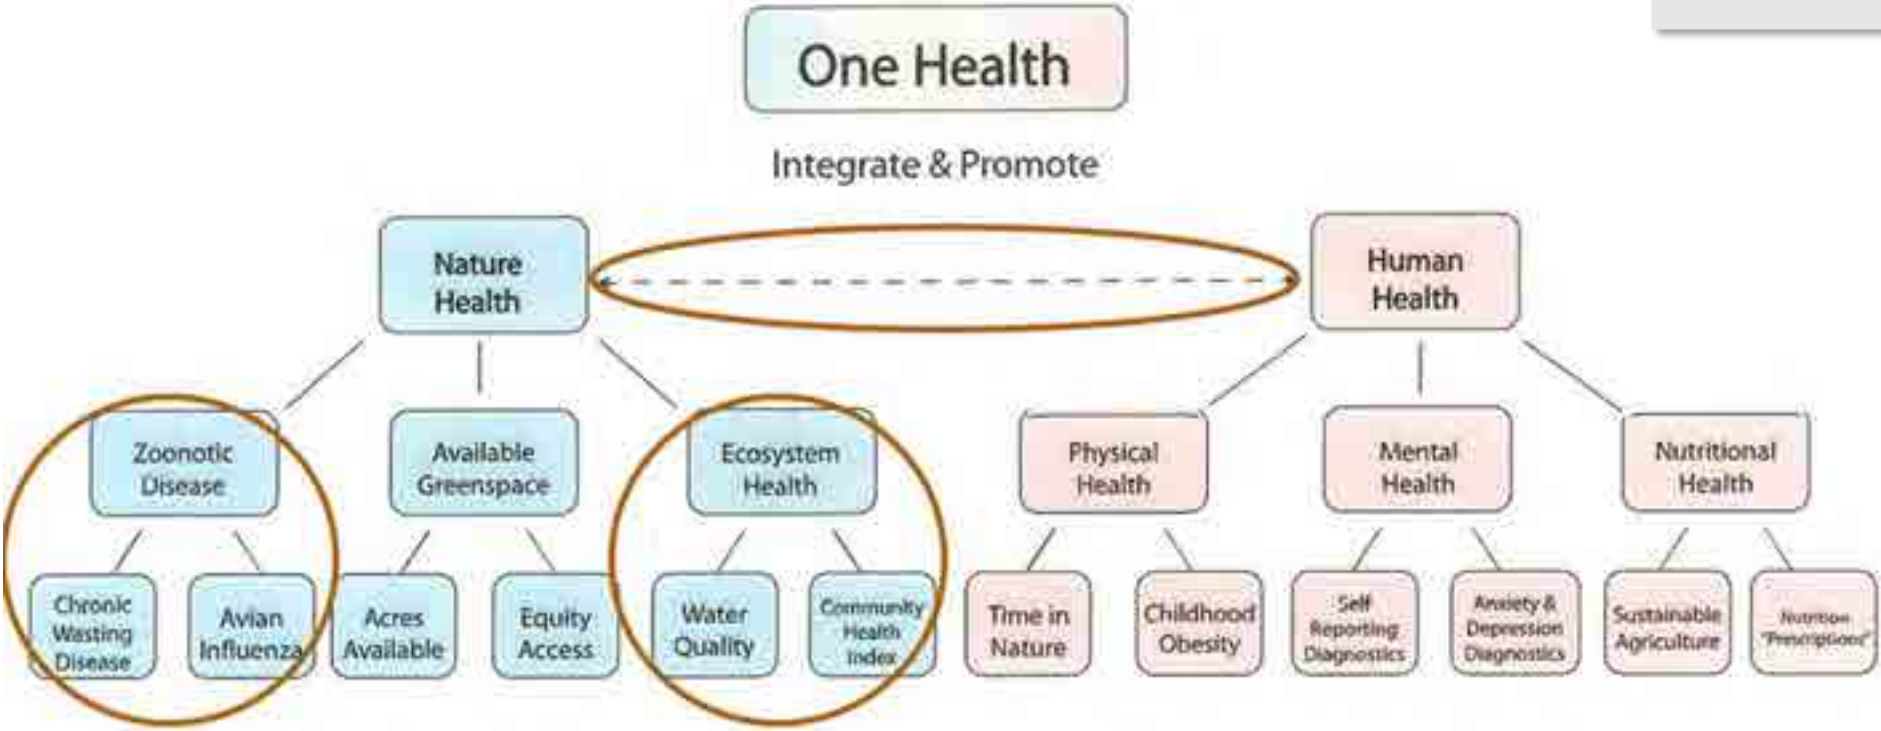 One Health
Integrate & Promote
Nature
Health
Human
Health
Zoonotic
Disease
Available
Greenspace
Ecosystem
Health
Physical
Health
Mental
Health
Nutritional
Health
Chronic
Wasting
Disease
Avian
Influenza
Acres
Available
Equity
Access
Water
Quality
Community
Health
Index
Time in
Nature
Childhood
Obesity
Self
Reporting
Diagnostics
Anxiety &
Depression
Diagnostics
Sustainable
Agriculture
Nutrition
"Prescriptions"